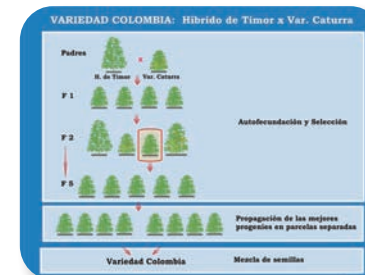 VARIEDAD COLOMBIA: Híbrido de Timor x Var. Caturra
Padres
x
H. de Timor Var. Caturra
F 1
Autofecundación y Selección
F 2
F 5
Propagación de las mejores
progenies en parcelas separadas
Variedad Colombia
Mezcla de semillas